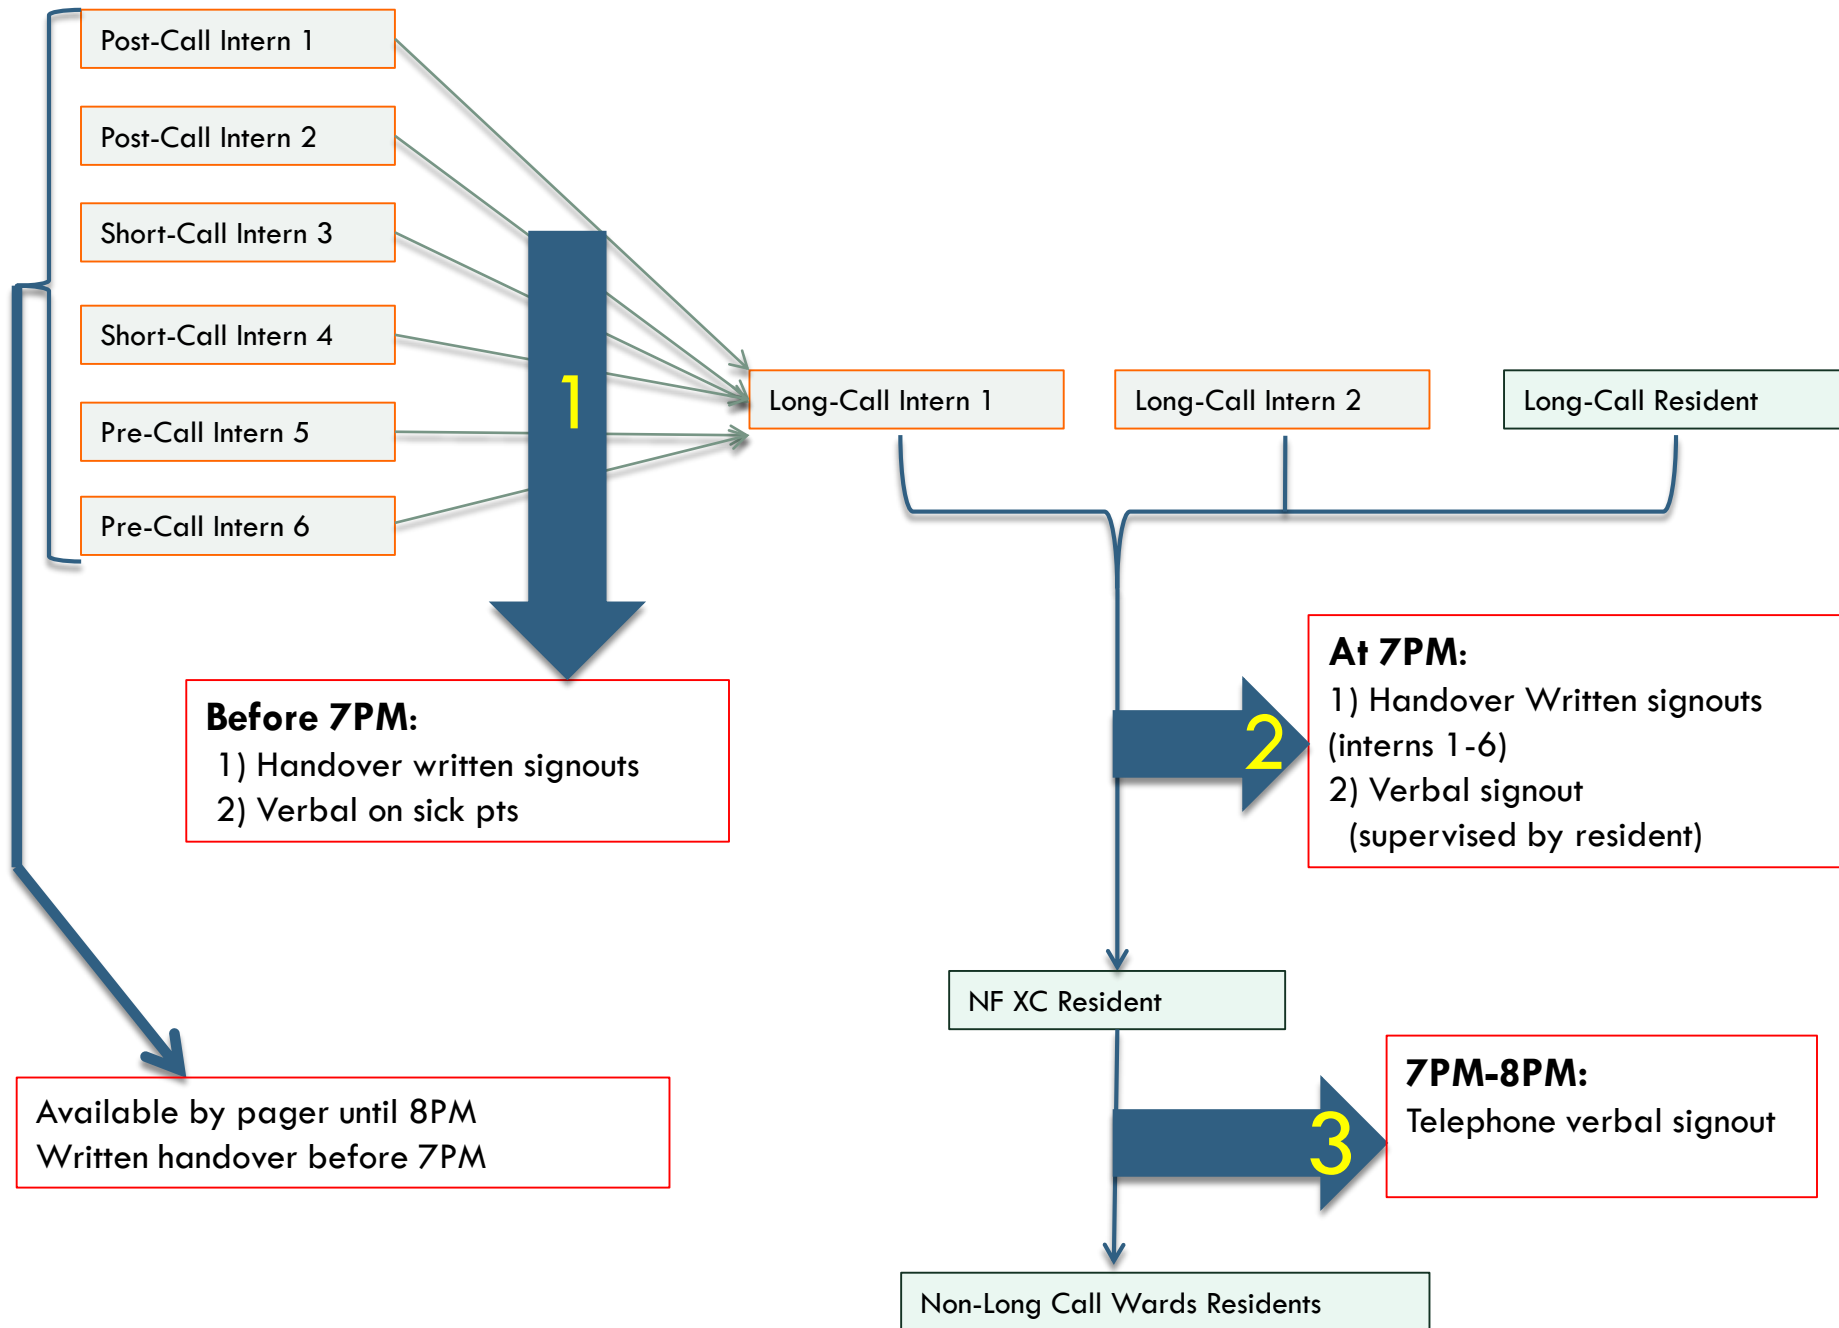 Post-Call Intern 1
Post-Call Intern 2
Short-Call Intern 3
Short-Call Intern 4
Pre-Call Intern 5
Pre-Call Intern 6
1
Long-Call Intern 1
Long-Call Intern 2
Long-Call Resident
Before 7PM:
1) Handover written signouts
2) Verbal on sick pts
2
At 7PM:
1) Handover Written signouts
(interns 1-6)
2) Verbal signout
(supervised by resident)
NF XC Resident
3
7PM-8PM:
Telephone verbal signout
Available by pager until 8PM
Written handover before 7PM
Non-Long Call Wards Residents